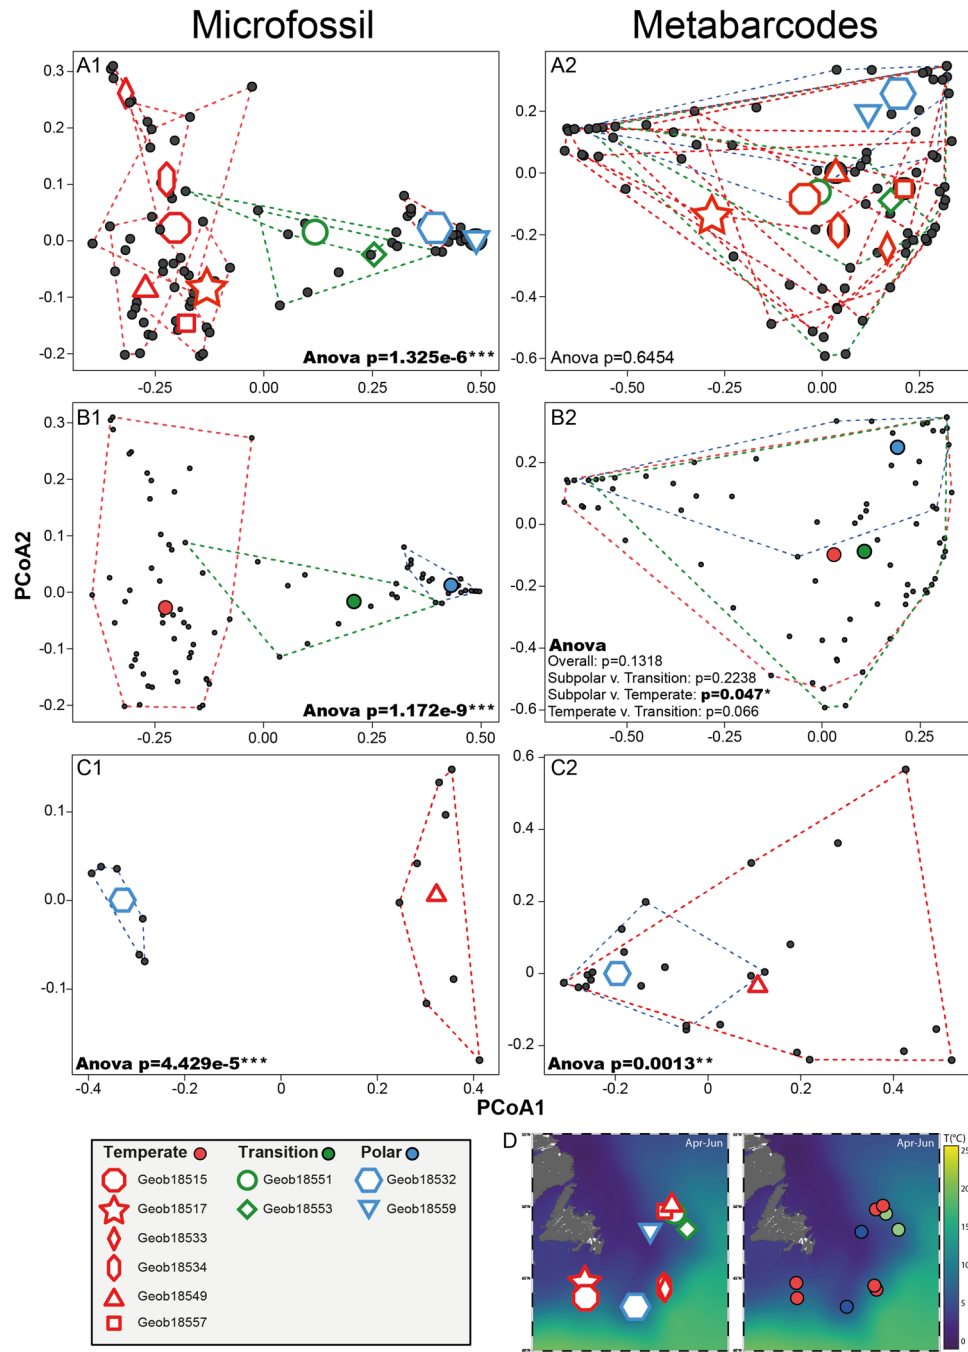 Microfossil
Metabarcodes
A1
0.3
0.2
0.1
0.0
-0.1
-0.2
Anova p=1.325e-6***
-0.25
0.00
0.25
0.50
A2
0.2
0.0
-0.2
-0.4
-0.6
Anova p=0.6454
-0.50
-0.25
0.00
0.25
B1
0.3
0.2
0.1
0.0
-0.1
-0.2
PCoA2
Anova p=1.172e-9***
-0.25
0.00
0.25
0.50
B2
0.2
0.0
-0.2
-0.4
-0.6
Anova
Overall: p=0.1318
Subpolar v. Transition: p=0.2238
Subpolar v. Temperate: p=0.047*
Temperate v. Transition: p=0.066
-0.50
-0.25
0.00
0.25
C1
0.1
0.0
-0.1
Anova p=4.429e-5***
-0.4
-0.2
0
0.2
0.4
C2
0.6
0.4
0.2
0
-0.2
Anova p=0.0013**
-0.2
0
0.2
0.4
PCoA1
Temperate
Transition
Polar
Geob18515
Geob18551
Geob18532
Geob18517
Geob18553
Geob18559
Geob18533
Geob18534
Geob18549
Geob18557
D
Apr-Jun
Apr-Jun
T(°C)
25
20
15
10
5
0